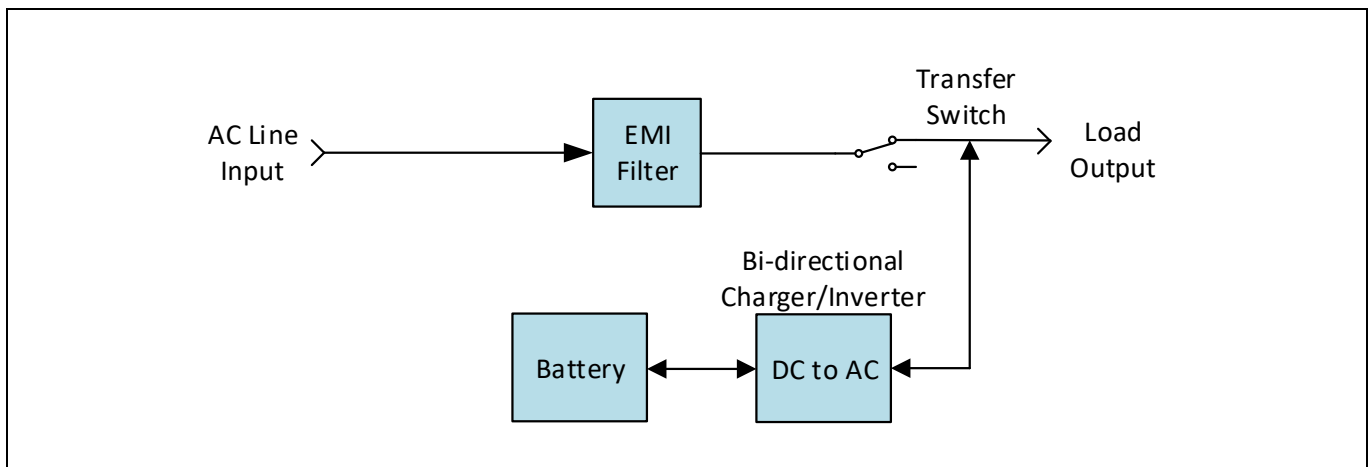 AC Line
Input
EMI
Filter
Transfer
Switch
Load
Output
Bi-directional
Charger/Inverter
Battery
DC to AC